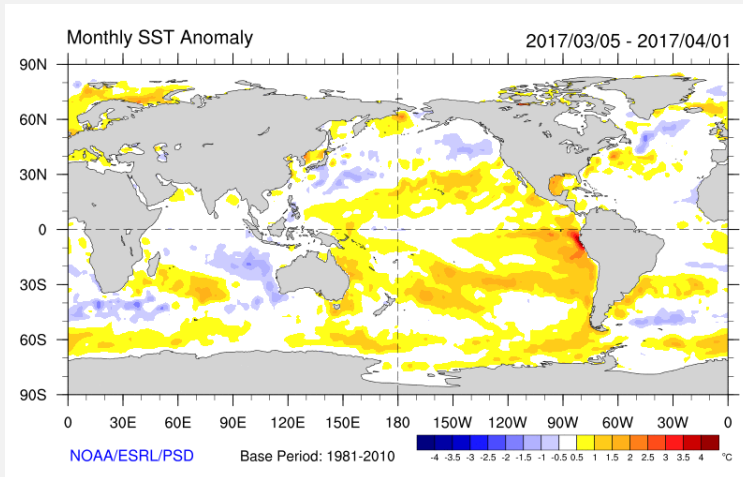 Monthly SST Anomaly 2017/03/05 - 2017/04/01
90N
60N
30N
0
30S
60S
90S
0 30E 60E 90E 120E 150E 180 150W 120W 90W 60W 30W 0
NOAA/ESRL/PSD Base Period: 1981-2010
-4 -3.5 -3 -2.5 -2 -1.5 -1 -0.5 0.5 1 1.5 2 2.5 3 3.5 4 °C